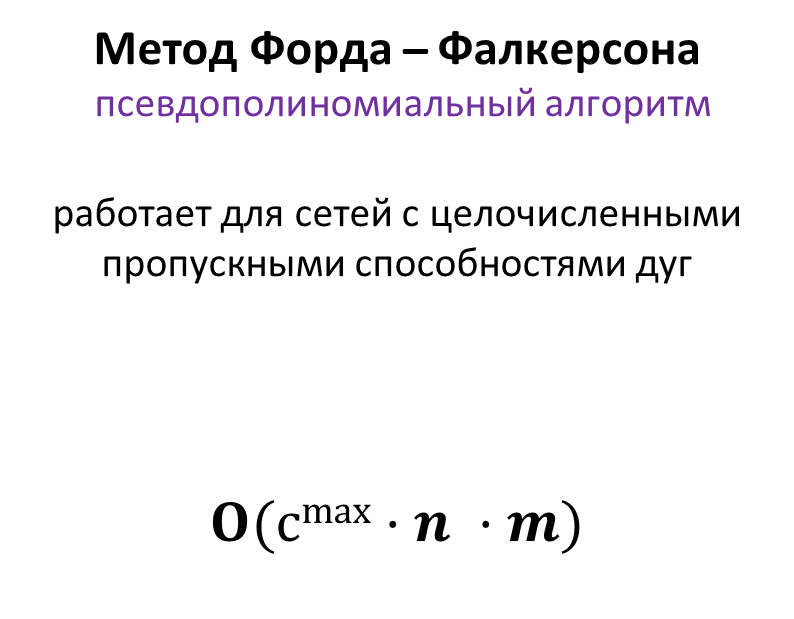 Метод Форда – Фалкерсона
псевдополиномиальный алгоритм
работает для сетей с целочисленными
пропускными способностями дуг
O(c^max · n · m)